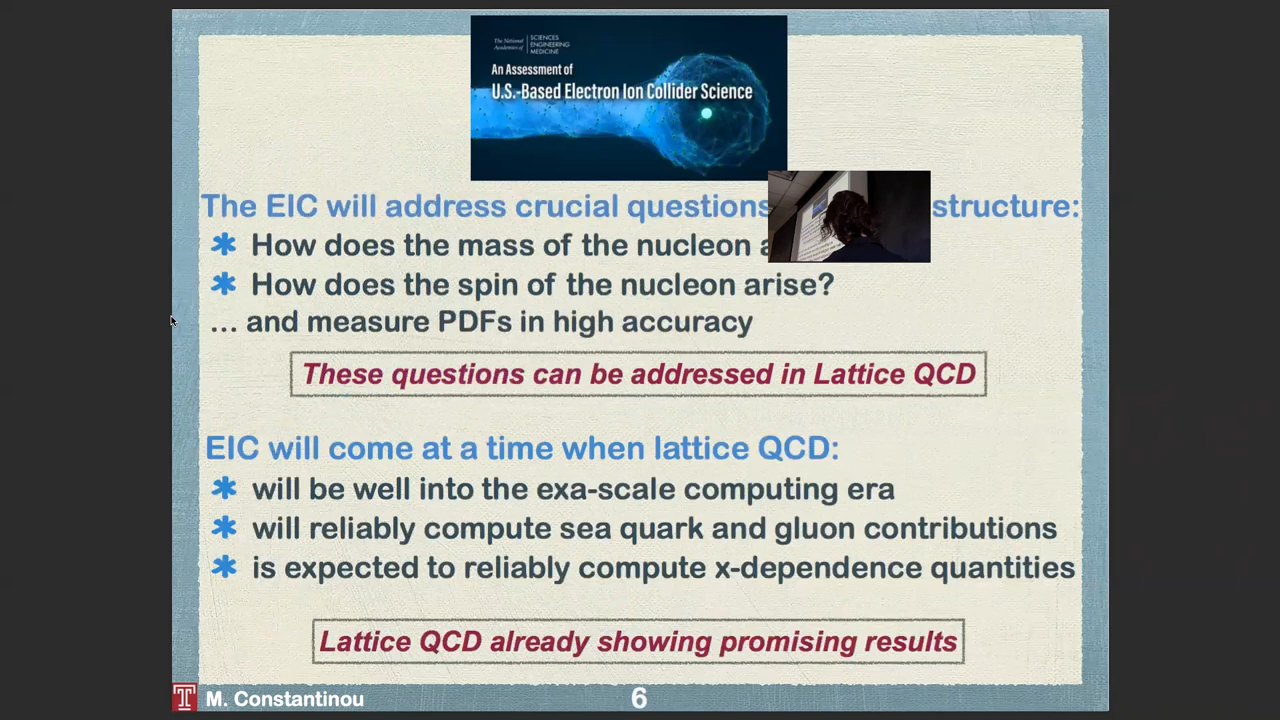 The National Academies of
SCIENCES
ENGINEERING
MEDICINE
An Assessment of
U.S.-Based Electron Ion Collider Science
The EIC will address crucial questions structure:
* How does the mass of the nucleon a
* How does the spin of the nucleon arise?
... and measure PDFs in high accuracy
These questions can be addressed in Lattice QCD
EIC will come at a time when lattice QCD:
* will be well into the exa-scale computing era
* will reliably compute sea quark and gluon contributions
* is expected to reliably compute x-dependence quantities
Lattice QCD already showing promising results
M. Constantinou
6